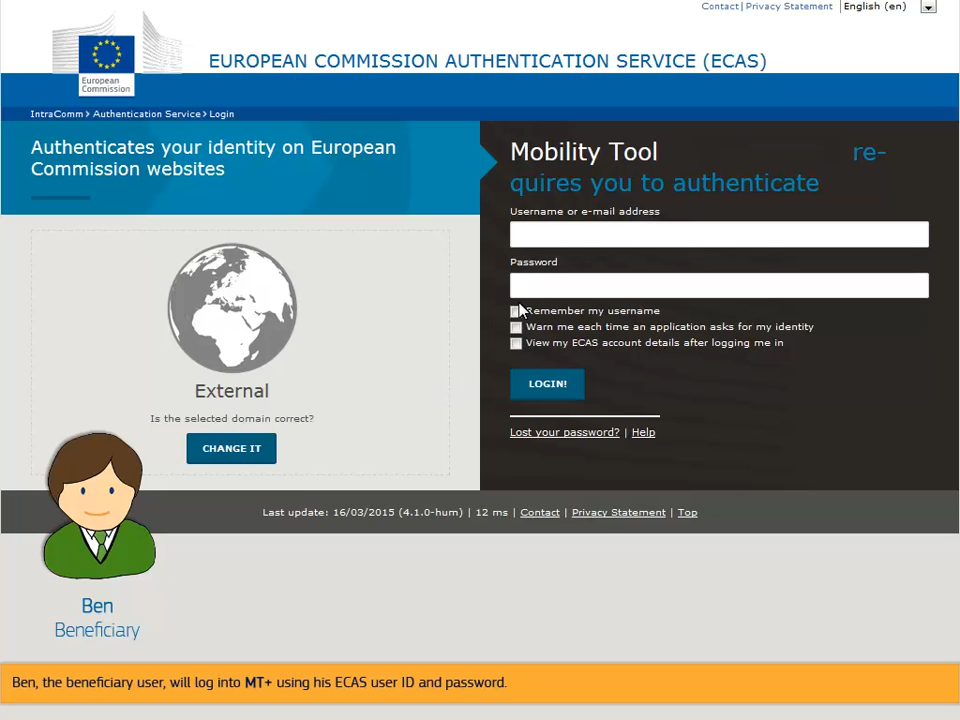 Contact | Privacy Statement | English (en)
European
Commission
EUROPEAN COMMISSION AUTHENTICATION SERVICE (ECAS)
IntraComm > Authentication Service > Login
Authenticates your identity on European
Commission websites
Mobility Tool re-
quires you to authenticate
Username or e-mail address
Password
Remember my username
Warn me each time an application asks for my identity
View my ECAS account details after logging me in
LOGIN!
Lost your password? | Help
External
Is the selected domain correct?
CHANGE IT
Last update: 16/03/2015 (4.1.0-hum) | 12 ms | Contact | Privacy Statement | Top
Ben
Beneficiary
Ben, the beneficiary user, will log into MT+ using his ECAS user ID and password.